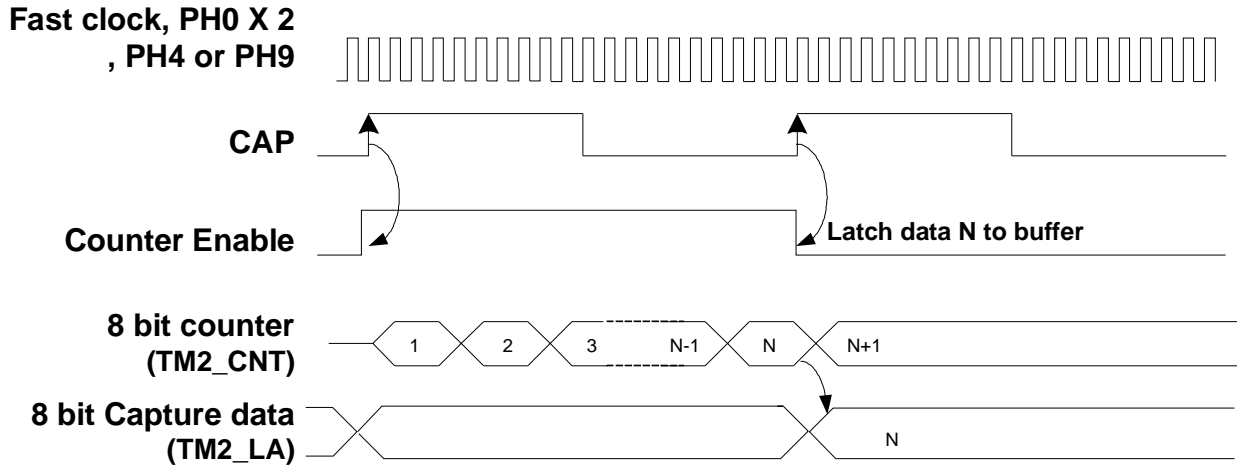 Fast clock, PH0 X 2
, PH4 or PH9
CAP
Counter Enable
Latch data N to buffer
8 bit counter
(TM2_CNT)
1 2 3 N-1 N N+1
8 bit Capture data
(TM2_LA)
N